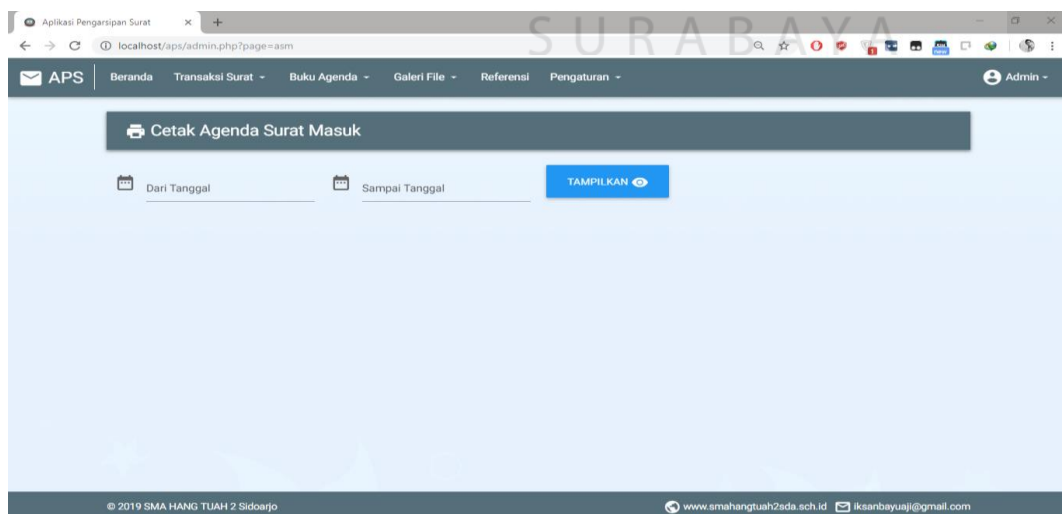 Aplikasi Pengarsipan Surat
SURABAYA
localhost/aps/admin.php?page=asm
APS
Beranda
Transaksi Surat
Buku Agenda
Galeri File
Referensi
Pengaturan
Admin
Cetak Agenda Surat Masuk
Dari Tanggal
Sampai Tanggal
TAMPILKAN
© 2019 SMA HANG TUAH 2 Sidoarjo
www.smahangtuah2sda.sch.id
iksanbayuaji@gmail.com